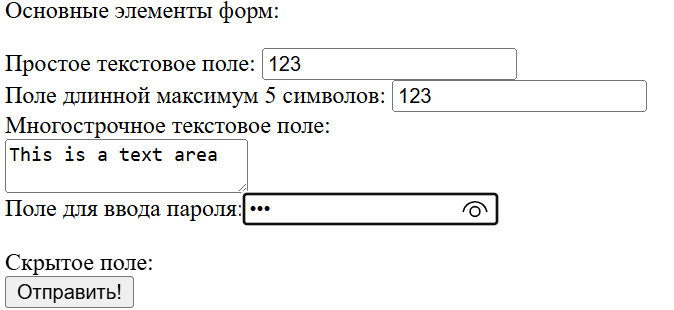 Основные элементы форм:
Простое текстовое поле: 123
Поле длинной максимум 5 символов: 123
Многострочное текстовое поле:
This is a text area
Поле для ввода пароля: •••
Скрытое поле:
Отправить!